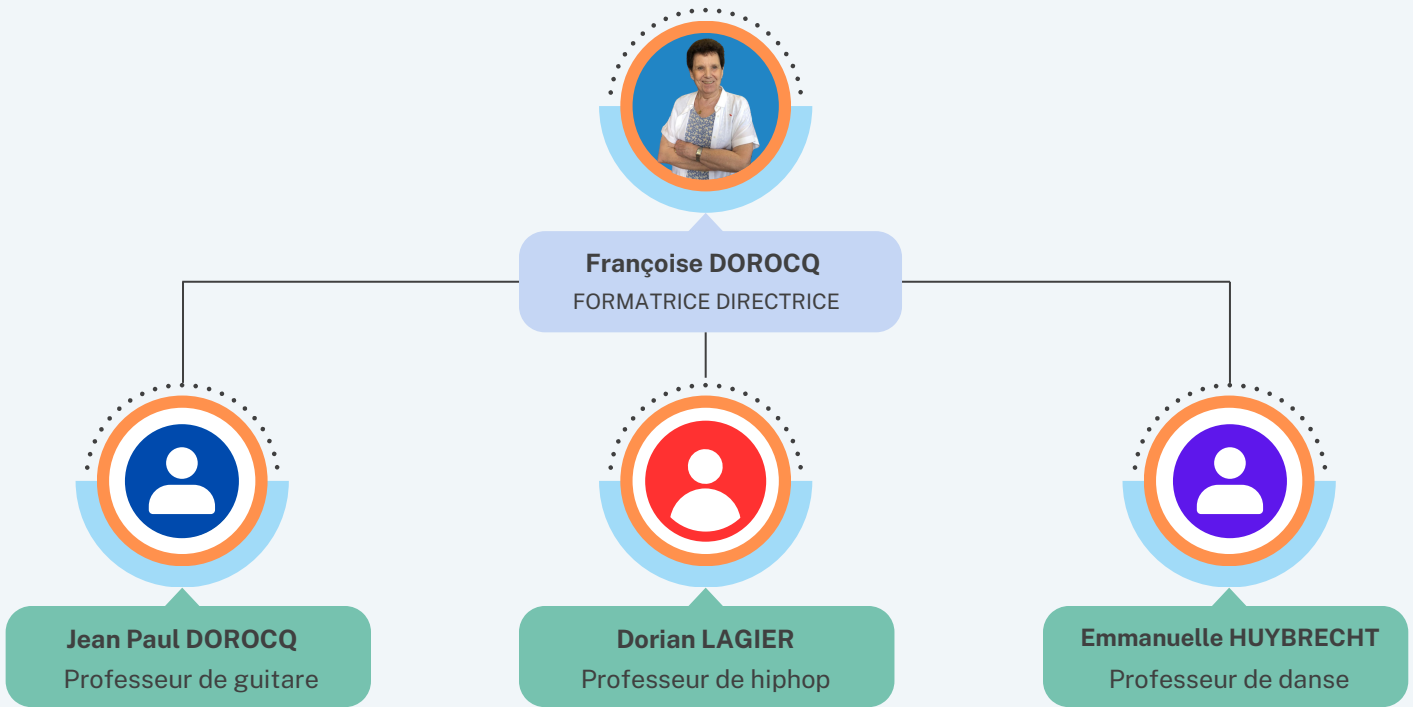 Françoise DOROCQ
FORMATRICE DIRECTRICE
Jean Paul DOROCQ
Professeur de guitare
Dorian LAGIER
Professeur de hiphop
Emmanuelle HUYBRECHT
Professeur de danse